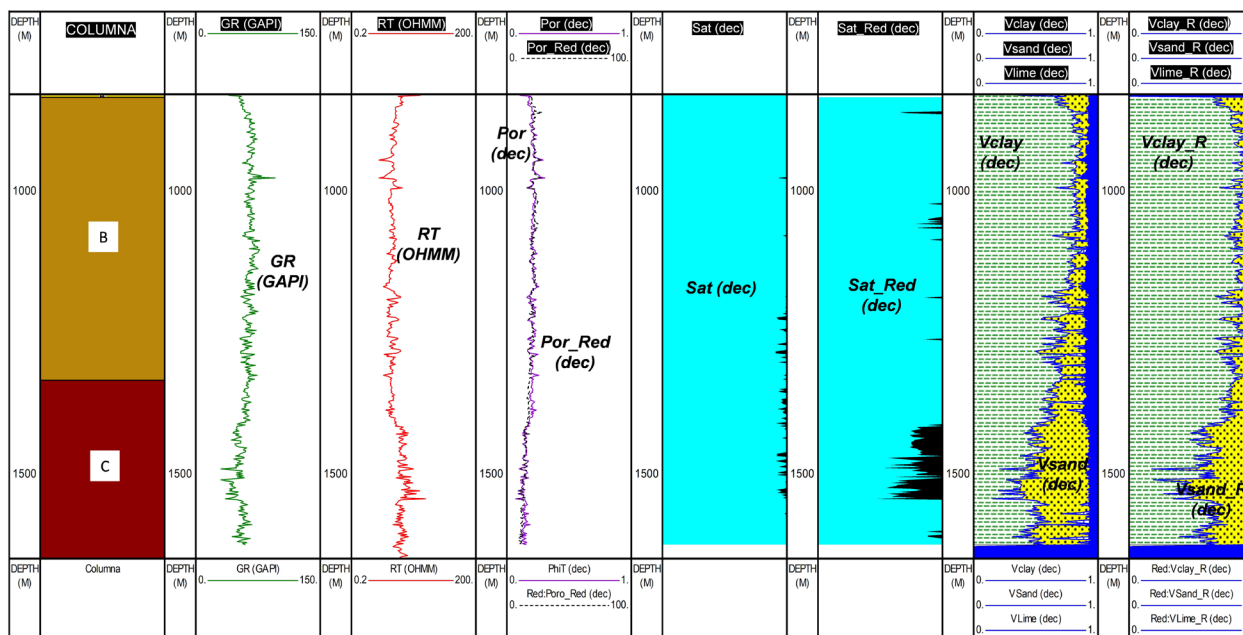 DEPTH
(M)
COLUMNA
DEPTH
(M)
GR (GAPI)
0. 150.
DEPTH
(M)
RT (OHMM)
0.2 200.
DEPTH
(M)
Por (dec)
0. 1.
Por_Red (dec)
0. 100.
DEPTH
(M)
Sat (dec)
DEPTH
(M)
Sat_Red (dec)
DEPTH
(M)
Vclay (dec)
0. 1.
Vsand (dec)
0. 1.
Vlime (dec)
0. 1.
DEPTH
(M)
Vclay_R (dec)
0. 1.
Vsand_R (dec)
0. 1.
Vlime_R (dec)
0. 1.
1000
1500
B
C
1000
1500
GR
(GAPI)
1000
1500
RT
(OHMM)
1000
1500
Por
(dec)
Por_Red
(dec)
1000
1500
Sat (dec)
1000
1500
Sat_Red
(dec)
1000
1500
Vclay
(dec)
Vsand
(dec)
1000
1500
Vclay_R
(dec)
Vsand_R
(dec)
DEPTH
(M)
Columna
DEPTH
(M)
GR (GAPI)
0. 150.
DEPTH
(M)
RT (OHMM)
0.2 200.
DEPTH
(M)
PhiT (dec)
0. 1.
Red:Poro_Red (dec)
0. 100.
DEPTH
(M)
DEPTH
(M)
DEPTH
(M)
Vclay (dec)
0. 1.
VSand (dec)
0. 1.
VLime (dec)
0. 1.
DEPTH
(M)
Red:Vclay_R (dec)
0. 1.
Red:VSand_R (dec)
0. 1.
Red:VLime_R (dec)
0. 1.